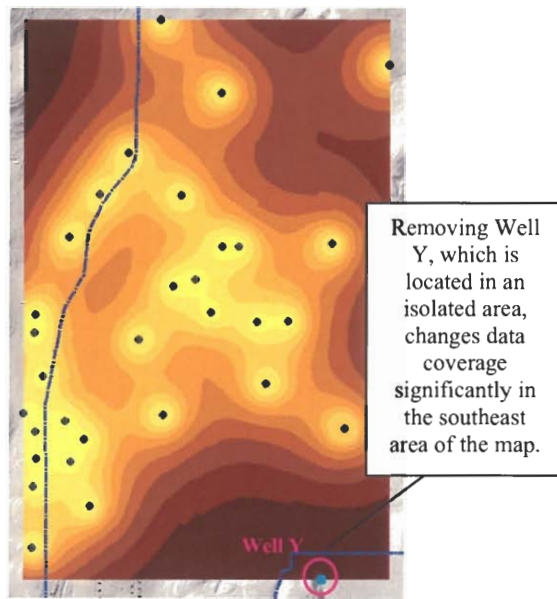 Removing Well
Y, which is
located in an
isolated area,
changes data
coverage
significantly in
the southeast
area of the map.
Well Y